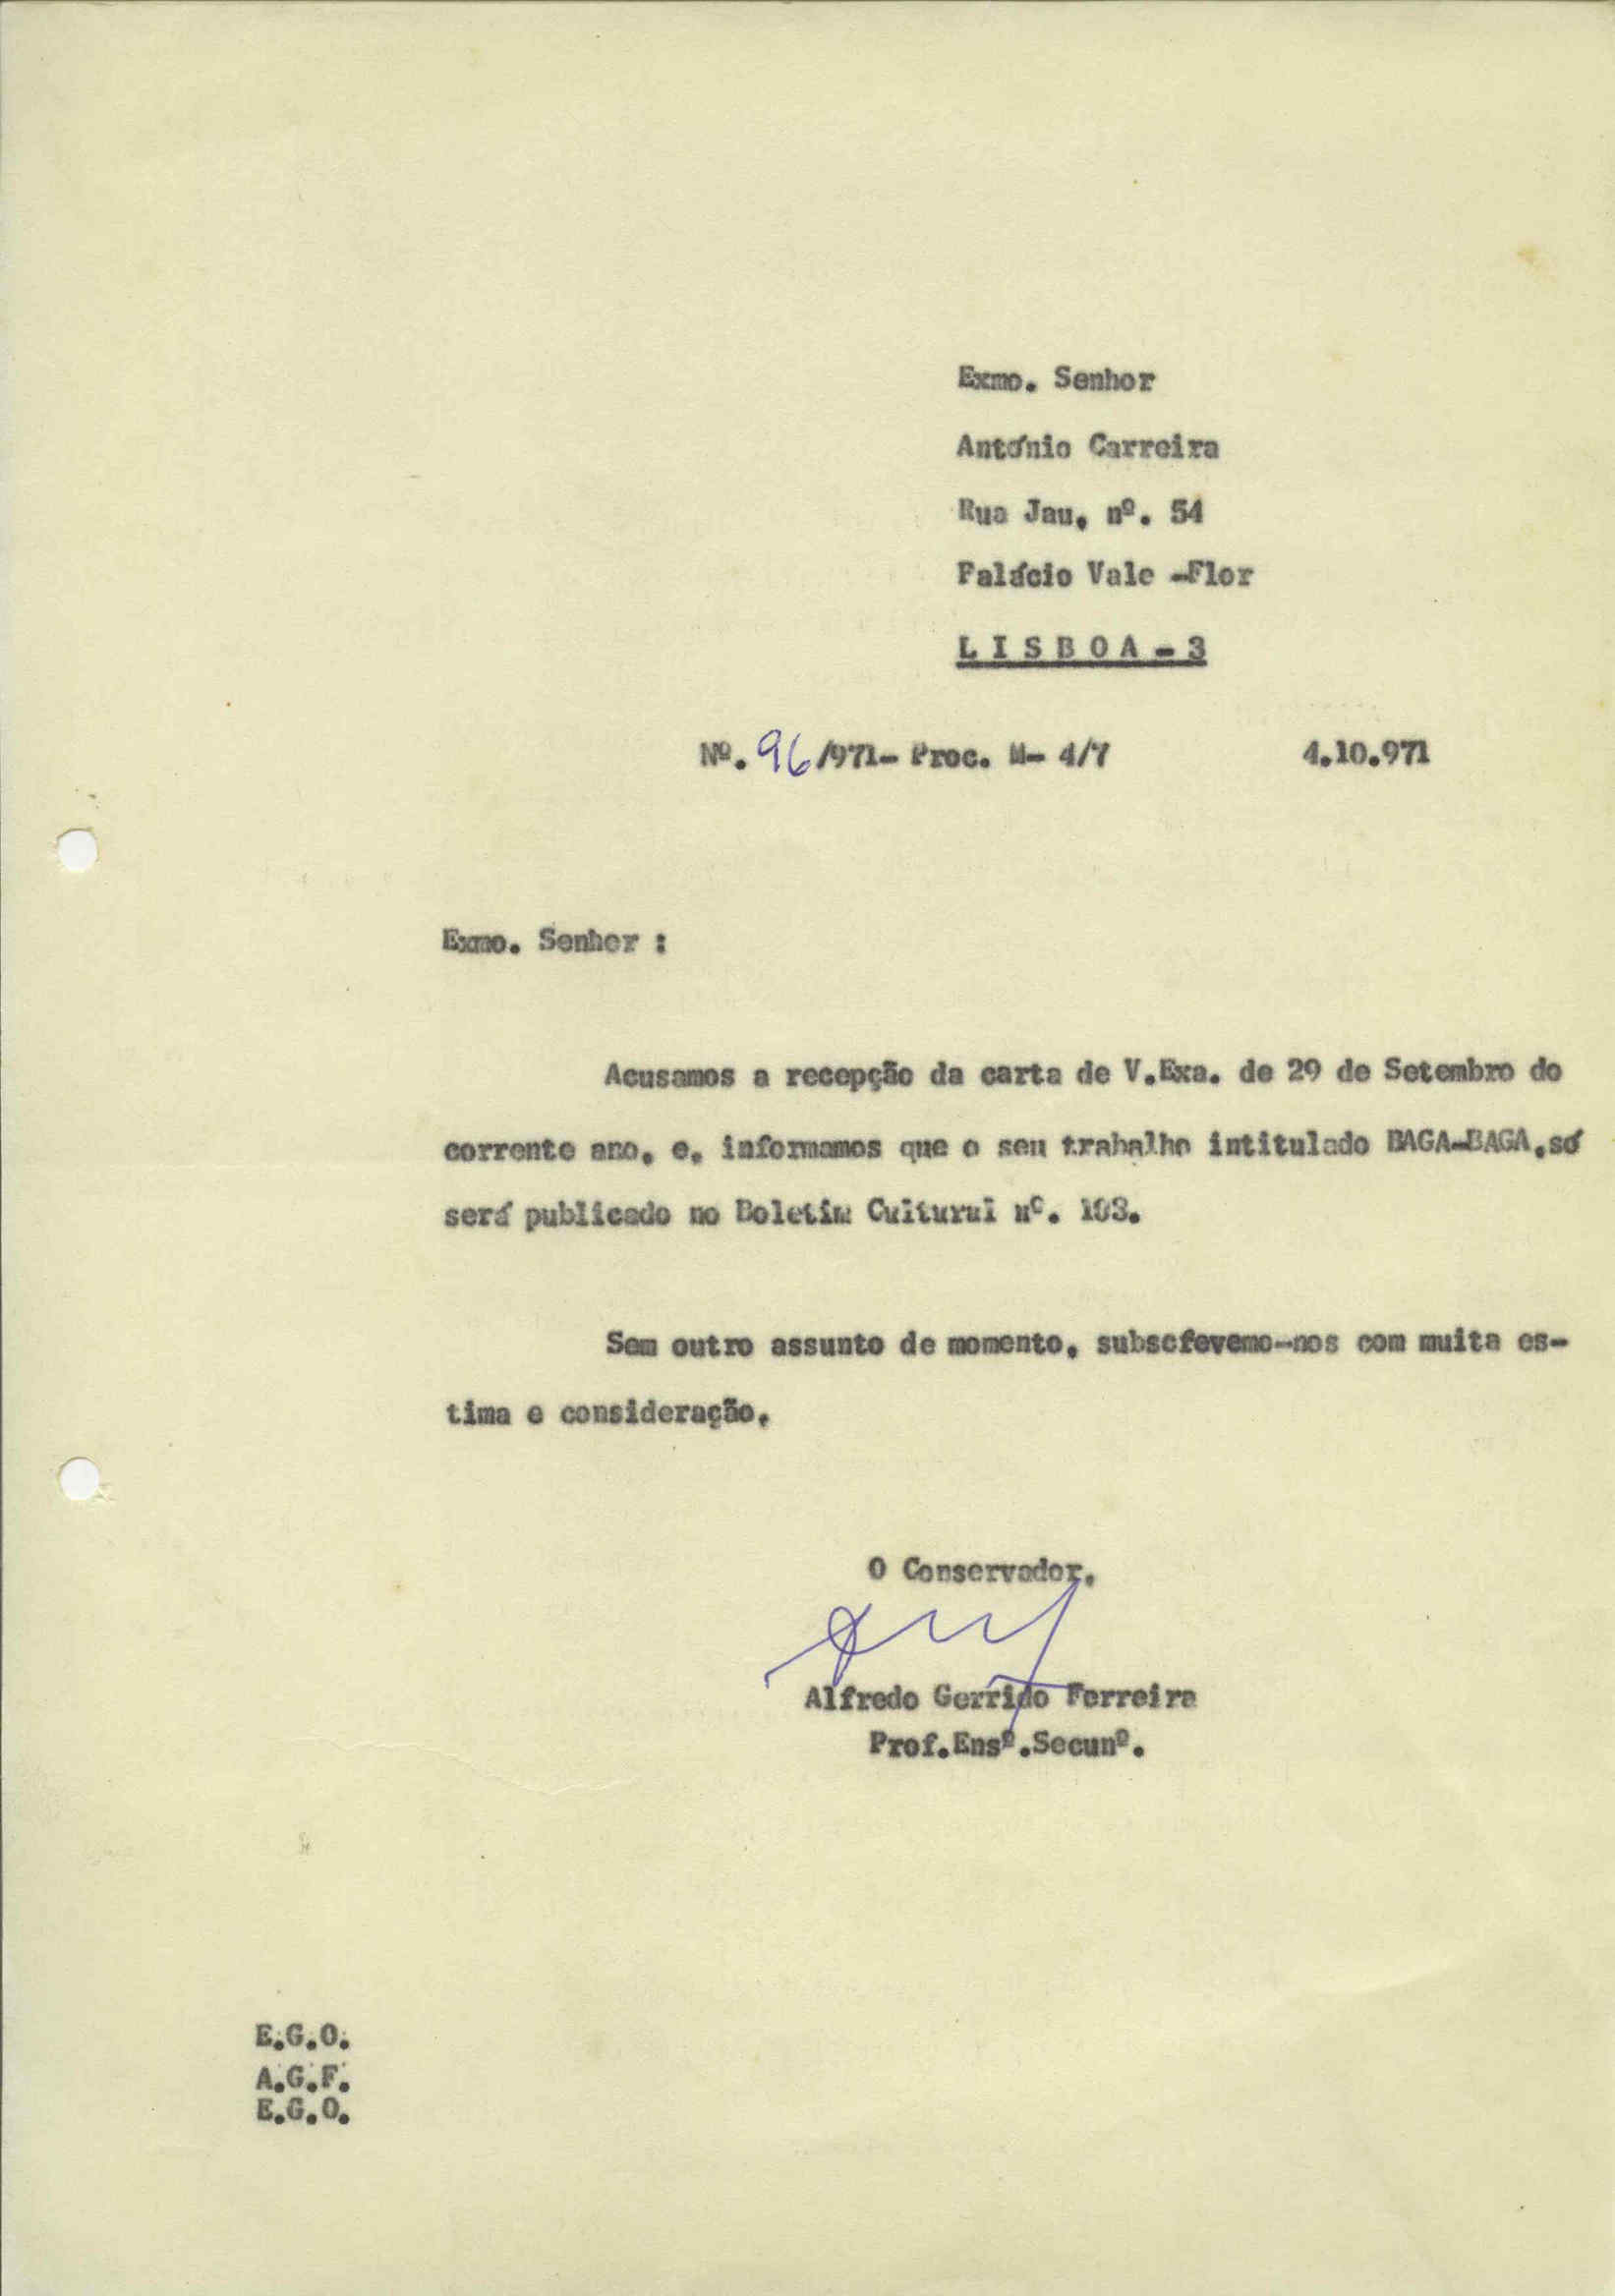 Exmo. Senhor
António Carreira
Rua Jau, nº. 54
Palácio Vale -Flor
L I S B O A - 3
Nº. 96/971- Proc. M- 4/7 4.10.971
Exmo. Senhor :
Acusamos a recepção da carta de V.Exa. de 29 de Setembro do
corrente ano, e, informamos que o seu trabalho intitulado BAGA-BAGA,só
será publicado no Boletim Cultural nº. 103.
Sem outro assunto de momento, subscfevemo-nos com muita es-
tima e consideração.
O Conservador,
Alfredo Gerrido Ferreira
Prof.Ensº.Secunº.
E.G.O.
A.G.F.
E.G.O.